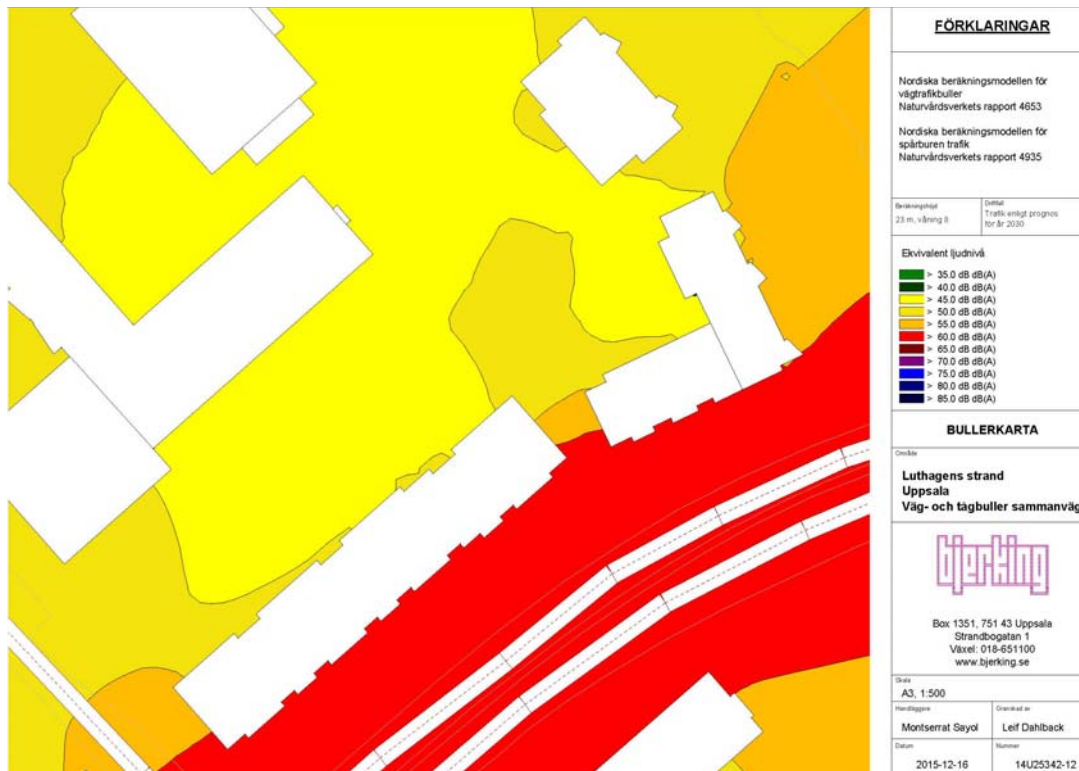 FÖRKLARINGAR
Nordiska beräkningsmodellen för
vägtrafikbuller
Naturvårdsverkets rapport 4653
Nordiska beräkningsmodellen för
spårburen trafik
Naturvårdsverkets rapport 4935
Beräkningshöjd
23 m, våning 8
Driftfall
Trafik enligt prognos
för år 2030
Ekvivalent ljudnivå
> 35.0 dB dB(A)
> 40.0 dB dB(A)
> 45.0 dB dB(A)
> 50.0 dB dB(A)
> 55.0 dB dB(A)
> 60.0 dB dB(A)
> 65.0 dB dB(A)
> 70.0 dB dB(A)
> 75.0 dB dB(A)
> 80.0 dB dB(A)
> 85.0 dB dB(A)
BULLERKARTA
Område
Luthagens strand
Uppsala
Väg- och tågbuller sammanväg
bjerking
Box 1351, 751 43 Uppsala
Strandbogatan 1
Växel: 018-651100
www.bjerking.se
Skala
A3, 1:500
Handläggare
Montserrat Sayol
Granskad av
Leif Dahlback
Datum
2015-12-16
Nummer
14U25342-12